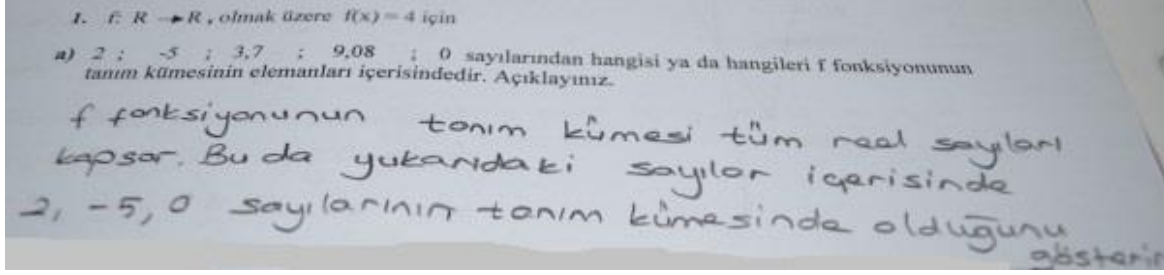 1. f: R → R, olmak üzere f(x) = 4 için
a) 2 ; -5 ; 3,7 ; 9,08 ; 0 sayılarından hangisi ya da hangileri f fonksiyonunun
tanım kümesinin elemanları içerisindedir. Açıklayınız.
f fonksiyonunun tanım kümesi tüm real sayıları
kapsar. Bu da yukarıdaki sayılar içerisinde
2, -5, 0 sayılarının tanım kümesinde olduğunu
gösterir